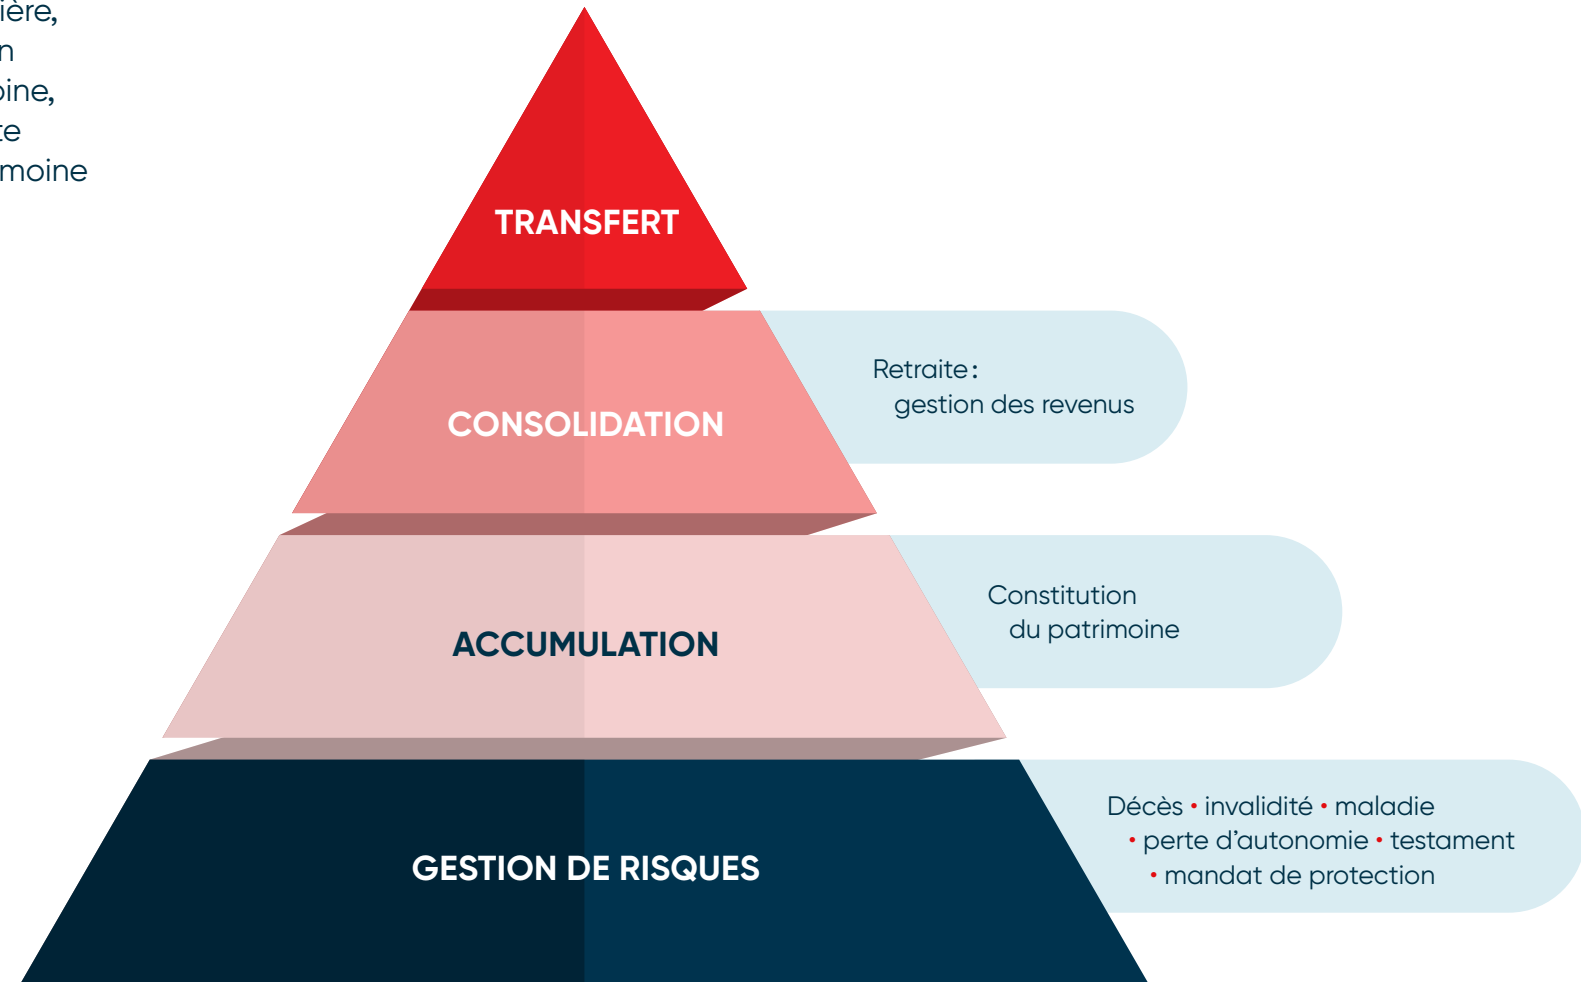 ière,
n
oine,
te
moine
TRANSFERT
CONSOLIDATION
Retraite :
gestion des revenus
ACCUMULATION
Constitution
du patrimoine
GESTION DE RISQUES
Décès • invalidité • maladie
• perte d'autonomie • testament
• mandat de protection